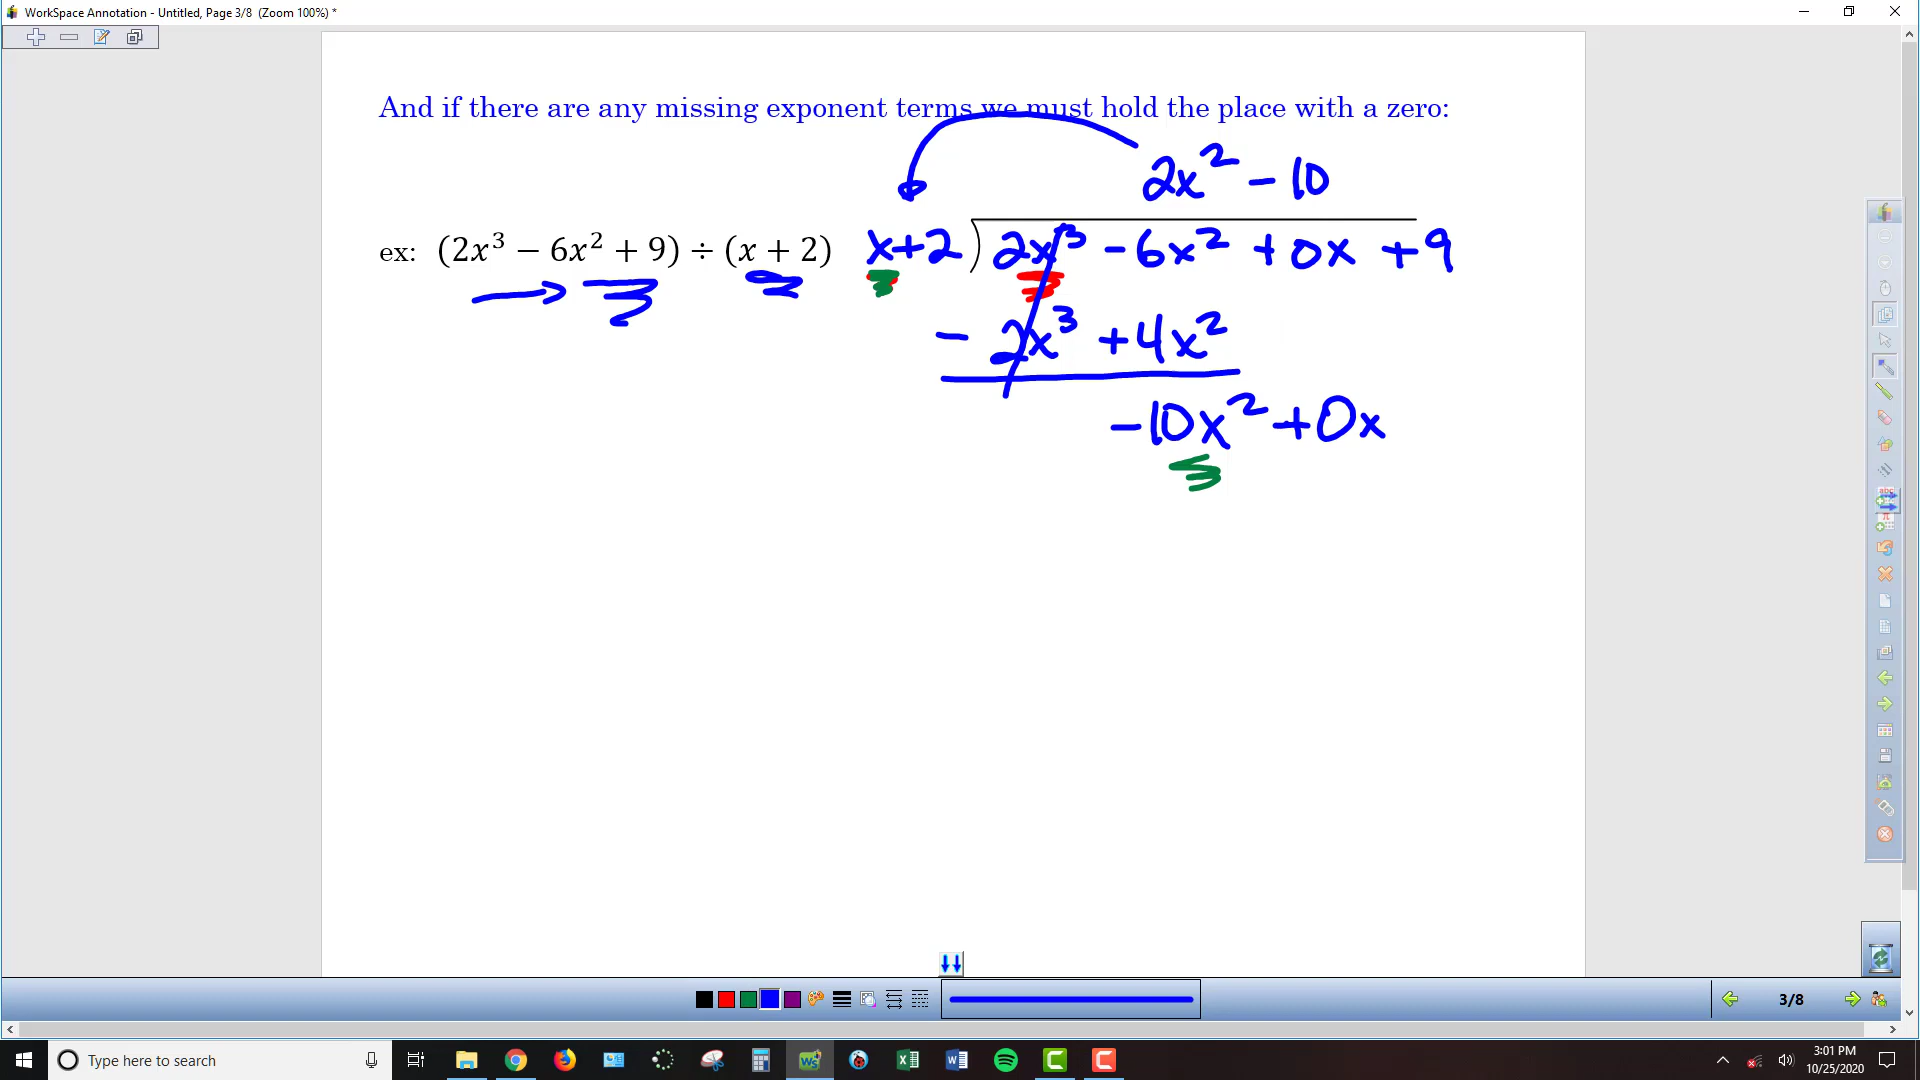 WorkSpace Annotation - Untitled, Page 3/8 (Zoom 100%) *
And if there are any missing exponent terms we must hold the place with a zero:
2x² - 10
ex: (2x³ − 6x² + 9) ÷ (x + 2) x+2 ) 2x³ -6x² +0x +9
- 2x³ +4x²
-10x² +0x
3/8
Type here to search
3:01 PM
10/25/2020